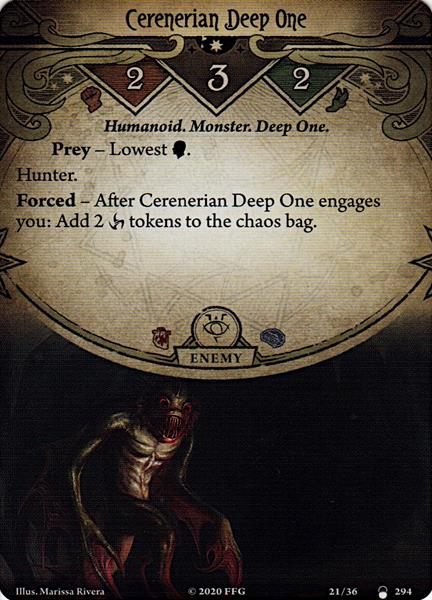 Cerenerian Deep One
2 3 2
Humanoid. Monster. Deep One.
Prey – Lowest .
Hunter.
Forced – After Cerenerian Deep One engages
you: Add 2 tokens to the chaos bag.
ENEMY
Illus. Marissa Rivera © 2020 FFG 21/36 294